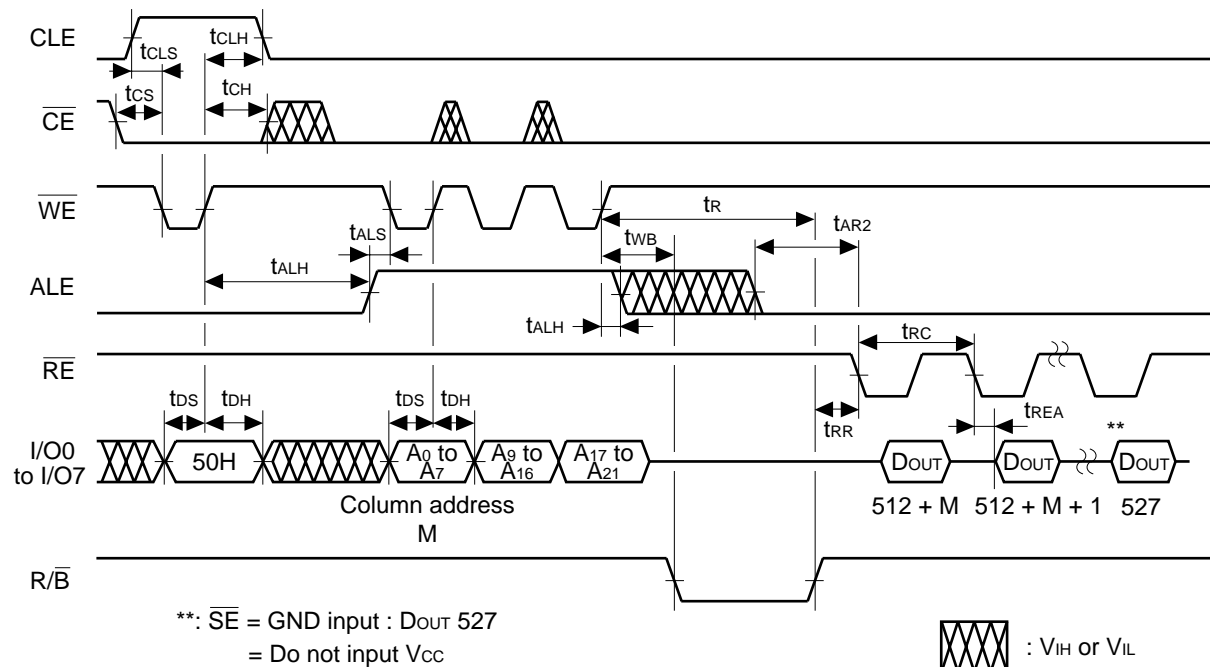 CLE
tCLS
tCLH
tCS
tCH
CE
WE
tR
tALS
tWB
tAR2
tALH
ALE
tALH
tRC
RE
tDS
tDH
tDS
tDH
tRR
tREA
**
I/O0
to I/O7
50H
A0 to
A7
A9 to
A16
A17 to
A21
DOUT
DOUT
DOUT
Column address
M
512 + M
512 + M + 1
527
R/B
**: SE = GND input : DOUT 527
= Do not input VCC
: VIH or VIL